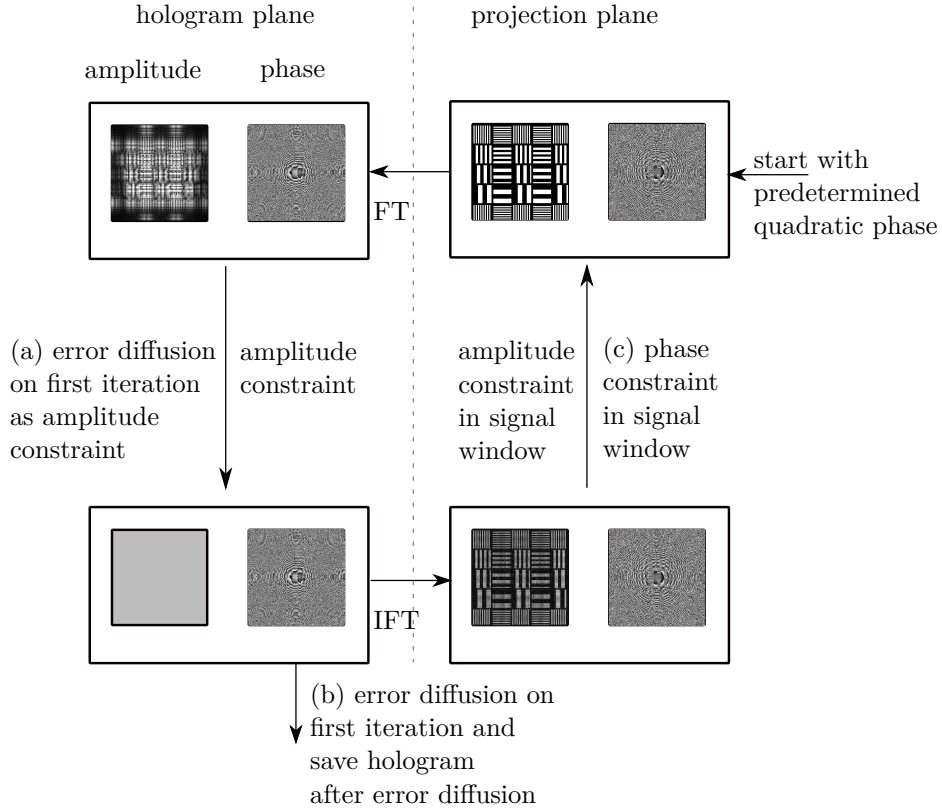 hologram plane
projection plane
amplitude
phase
start with
predetermined
quadratic phase
FT
(a) error diffusion
on first iteration
as amplitude
constraint
amplitude
constraint
amplitude
constraint
in signal
window
(c) phase
constraint
in signal
window
IFT
(b) error diffusion on
first iteration and
save hologram
after error diffusion